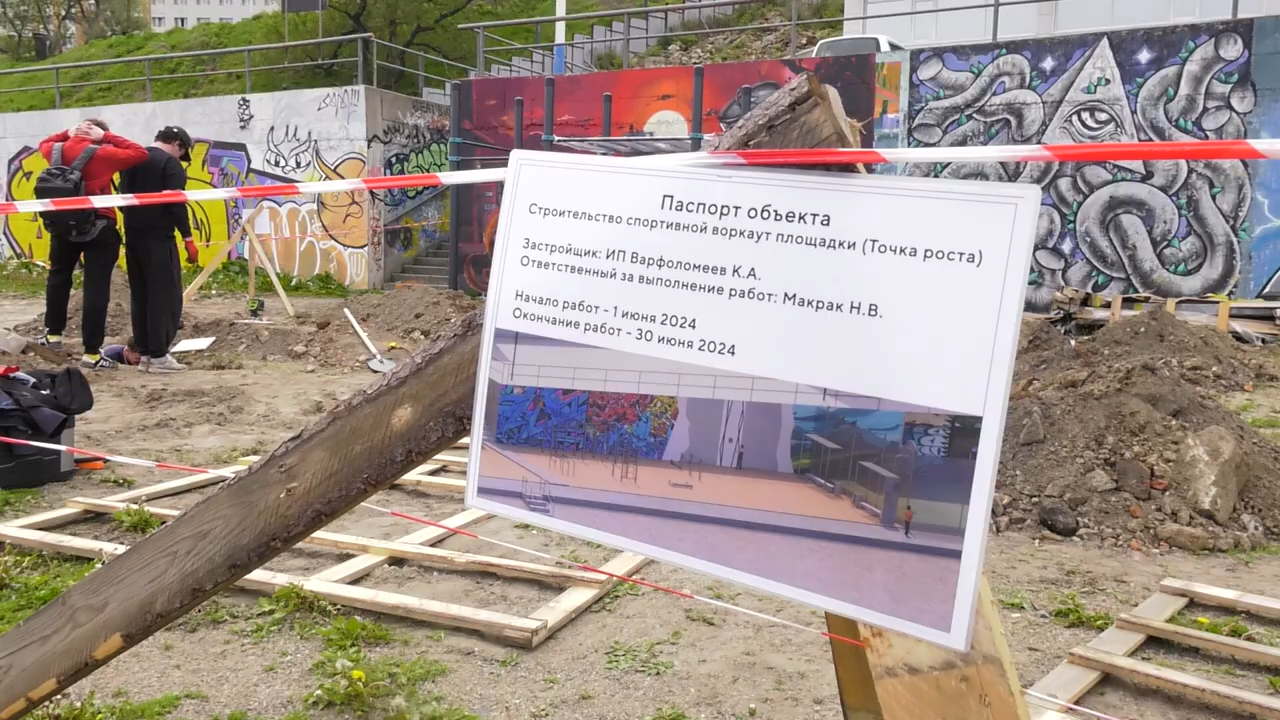 Паспорт объекта
Строительство спортивной воркаут площадки (Точка роста)
Застройщик: ИП Варфоломеев К.А.
Ответственный за выполнение работ: Макрак Н.В.
Начало работ - 1 июня 2024
Окончание работ - 30 июня 2024